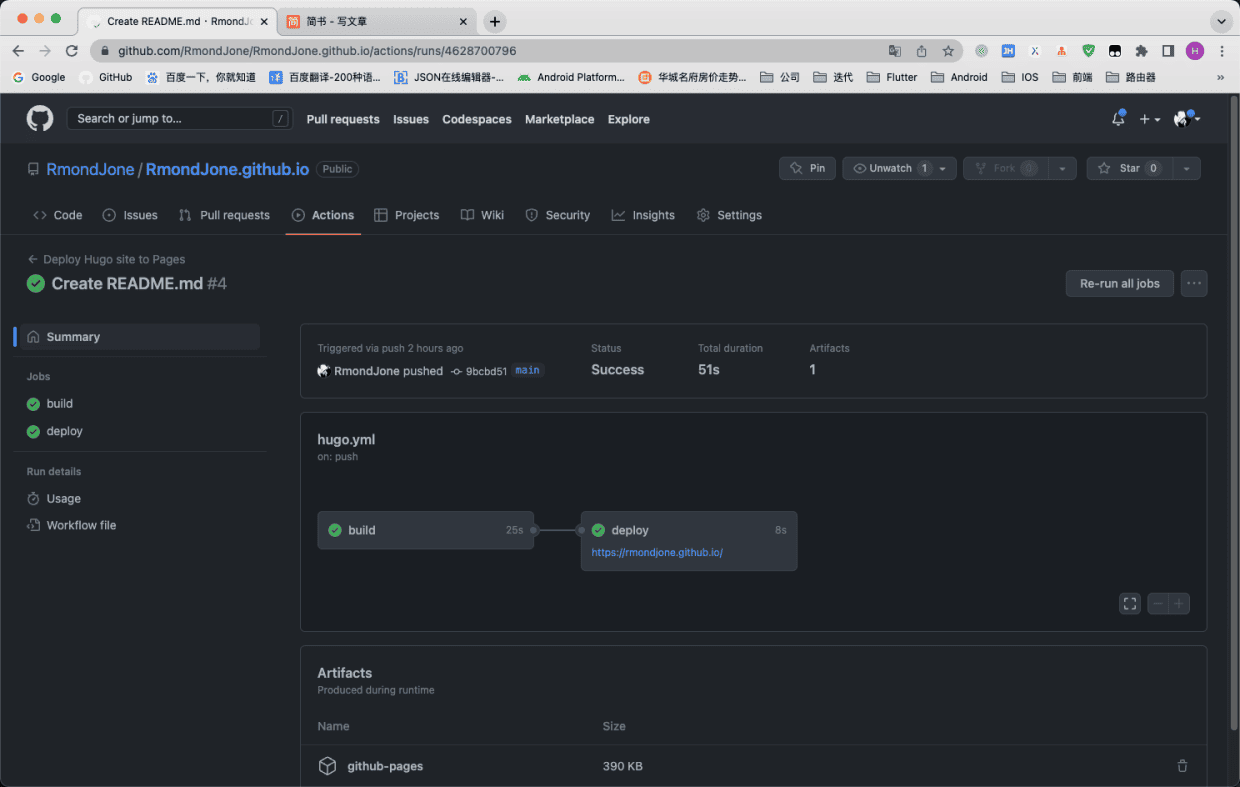 Create README.md · RmondJo
简书 - 写文章
github.com/RmondJone/RmondJone.github.io/actions/runs/4628700796
Google
GitHub
百度一下，你就知道
百度翻译-200种语...
JSON在线编辑器-...
Android Platform...
华城名府房价走势...
公司
迭代
Flutter
Android
IOS
前端
路由器
»
Search or jump to...
/
Pull requests
Issues
Codespaces
Marketplace
Explore
RmondJone / RmondJone.github.io
Public
Pin
Unwatch 1
Fork 0
Star 0
Code
Issues
Pull requests
Actions
Projects
Wiki
Security
Insights
Settings
← Deploy Hugo site to Pages
Create README.md #4
Re-run all jobs
...
Summary
Jobs
build
deploy
Run details
Usage
Workflow file
Triggered via push 2 hours ago
RmondJone pushed 9bcbd51 main
Status
Success
Total duration
51s
Artifacts
1
hugo.yml
on: push
build 25s
deploy 8s
https://rmondjone.github.io/
Artifacts
Produced during runtime
Name Size
github-pages 390 KB